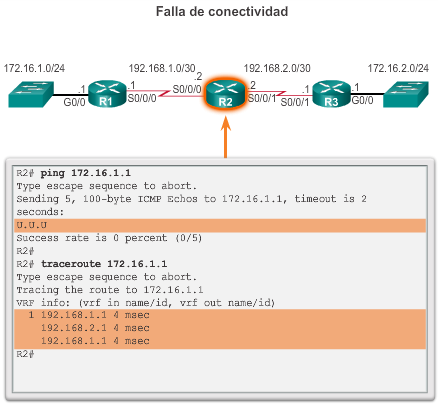 Falla de conectividad
172.16.1.0/24
192.168.1.0/30
192.168.2.0/30
172.16.2.0/24
.1
G0/0
R1
.1
S0/0/0
.2
S0/0/0
R2
.2
S0/0/1
.1
S0/0/1
R3
.1
G0/0
R2# ping 172.16.1.1
Type escape sequence to abort.
Sending 5, 100-byte ICMP Echos to 172.16.1.1, timeout is 2
seconds:
U.U.U
Success rate is 0 percent (0/5)
R2#
R2# traceroute 172.16.1.1
Type escape sequence to abort.
Tracing the route to 172.16.1.1
VRF info: (vrf in name/id, vrf out name/id)
1 192.168.1.1 4 msec
192.168.2.1 4 msec
192.168.1.1 4 msec
R2#